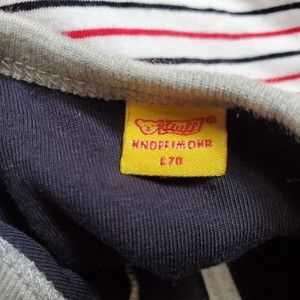 Steiff®
KNOPF IM OHR
L70